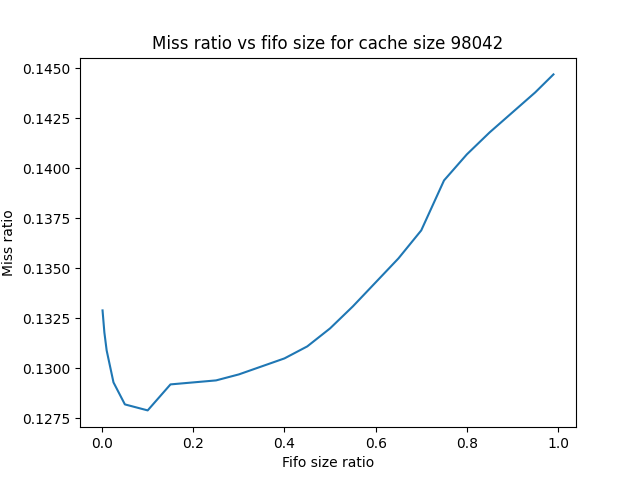 Miss ratio vs fifo size for cache size 98042
0.1450
0.1425
0.1400
0.1375
0.1350
0.1325
0.1300
0.1275
Miss ratio
0.0 0.2 0.4 0.6 0.8 1.0
Fifo size ratio